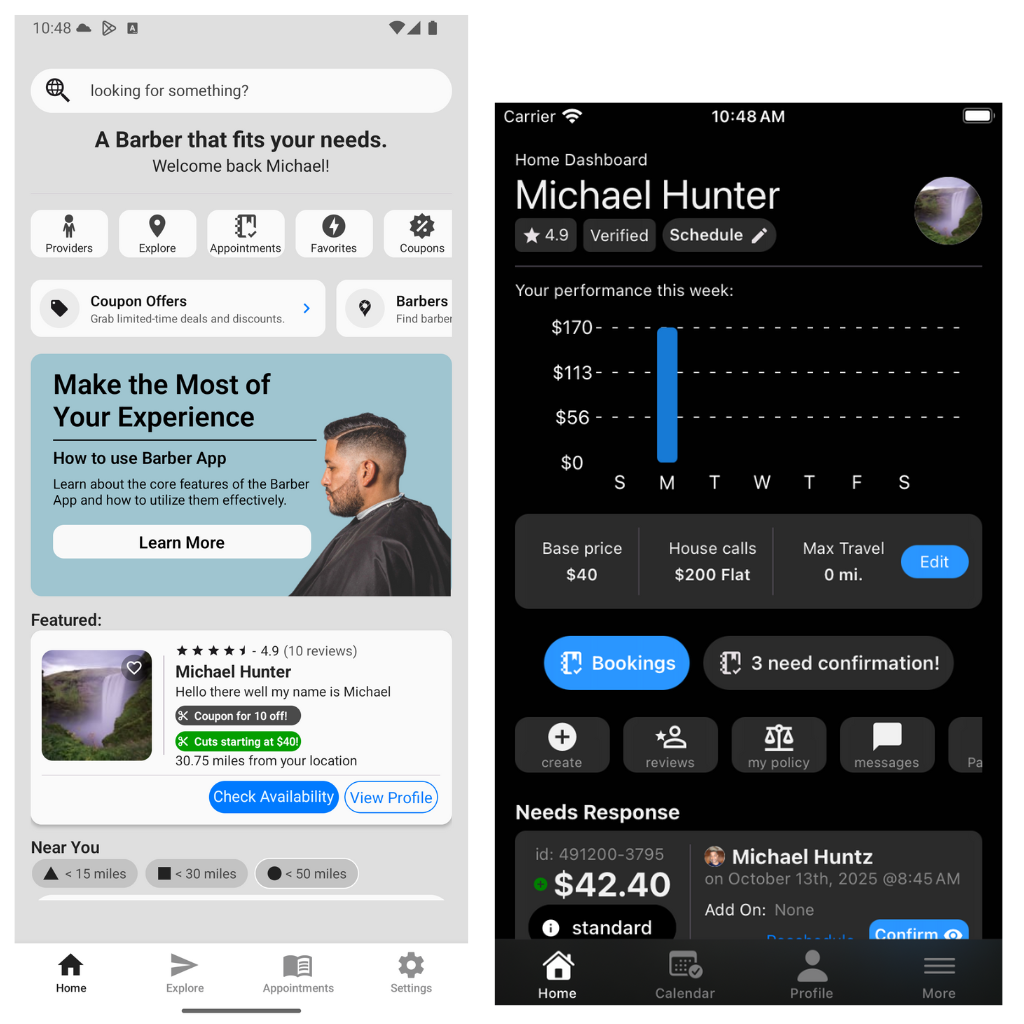 10:48
looking for something?
A Barber that fits your needs.
Welcome back Michael!
Providers
Explore
Appointments
Favorites
Coupons
Coupon Offers
Grab limited-time deals and discounts.
Barbers
Find barber
Make the Most of
Your Experience
How to use Barber App
Learn about the core features of the Barber
App and how to utilize them effectively.
Learn More
Featured:
- 4.9 (10 reviews)
Michael Hunter
Hello there well my name is Michael
Coupon for 10 off!
Cuts starting at $40!
30.75 miles from your location
Check Availability
View Profile
Near You
< 15 miles
< 30 miles
< 50 miles
Home
Explore
Appointments
Settings
Carrier
10:48 AM
Home Dashboard
Michael Hunter
4.9
Verified
Schedule
Your performance this week:
$170
$113
$56
$0
S M T W T F S
Base price
$40
House calls
$200 Flat
Max Travel
0 mi.
Edit
Bookings
3 need confirmation!
create
reviews
my policy
messages
Pa
Needs Response
id: 491200-3795
$42.40
standard
Michael Huntz
on October 13th, 2025 @8:45 AM
Add On: None
Reschedule
Confirm
Home
Calendar
Profile
More